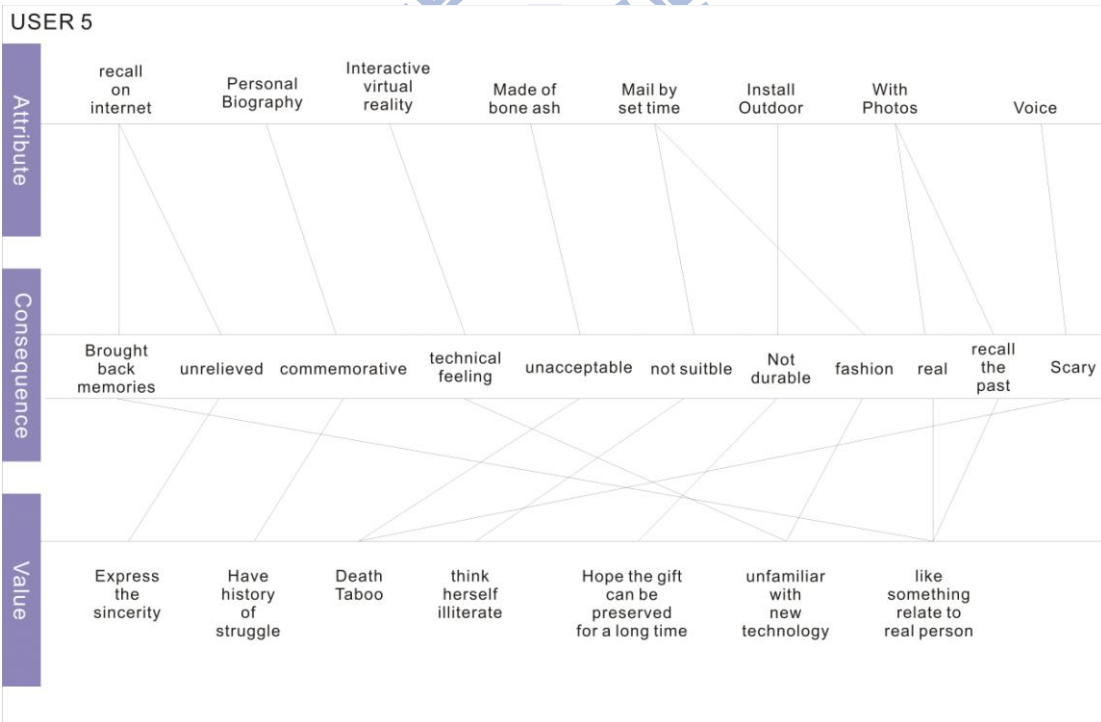 USER 5
Attribute
recall
on
internet
Personal
Biography
Interactive
virtual
reality
Made of
bone ash
Mail by
set time
Install
Outdoor
With
Photos
Voice
Consequence
Brought
back
memories
unrelieved
commemorative
technical
feeling
unacceptable
not suitble
Not
durable
fashion
real
recall
the
past
Scary
Value
Express
the
sincerity
Have
history
of
struggle
Death
Taboo
think
herself
illiterate
Hope the gift
can be
preserved
for a long time
unfamiliar
with
new
technology
like
something
relate to
real person